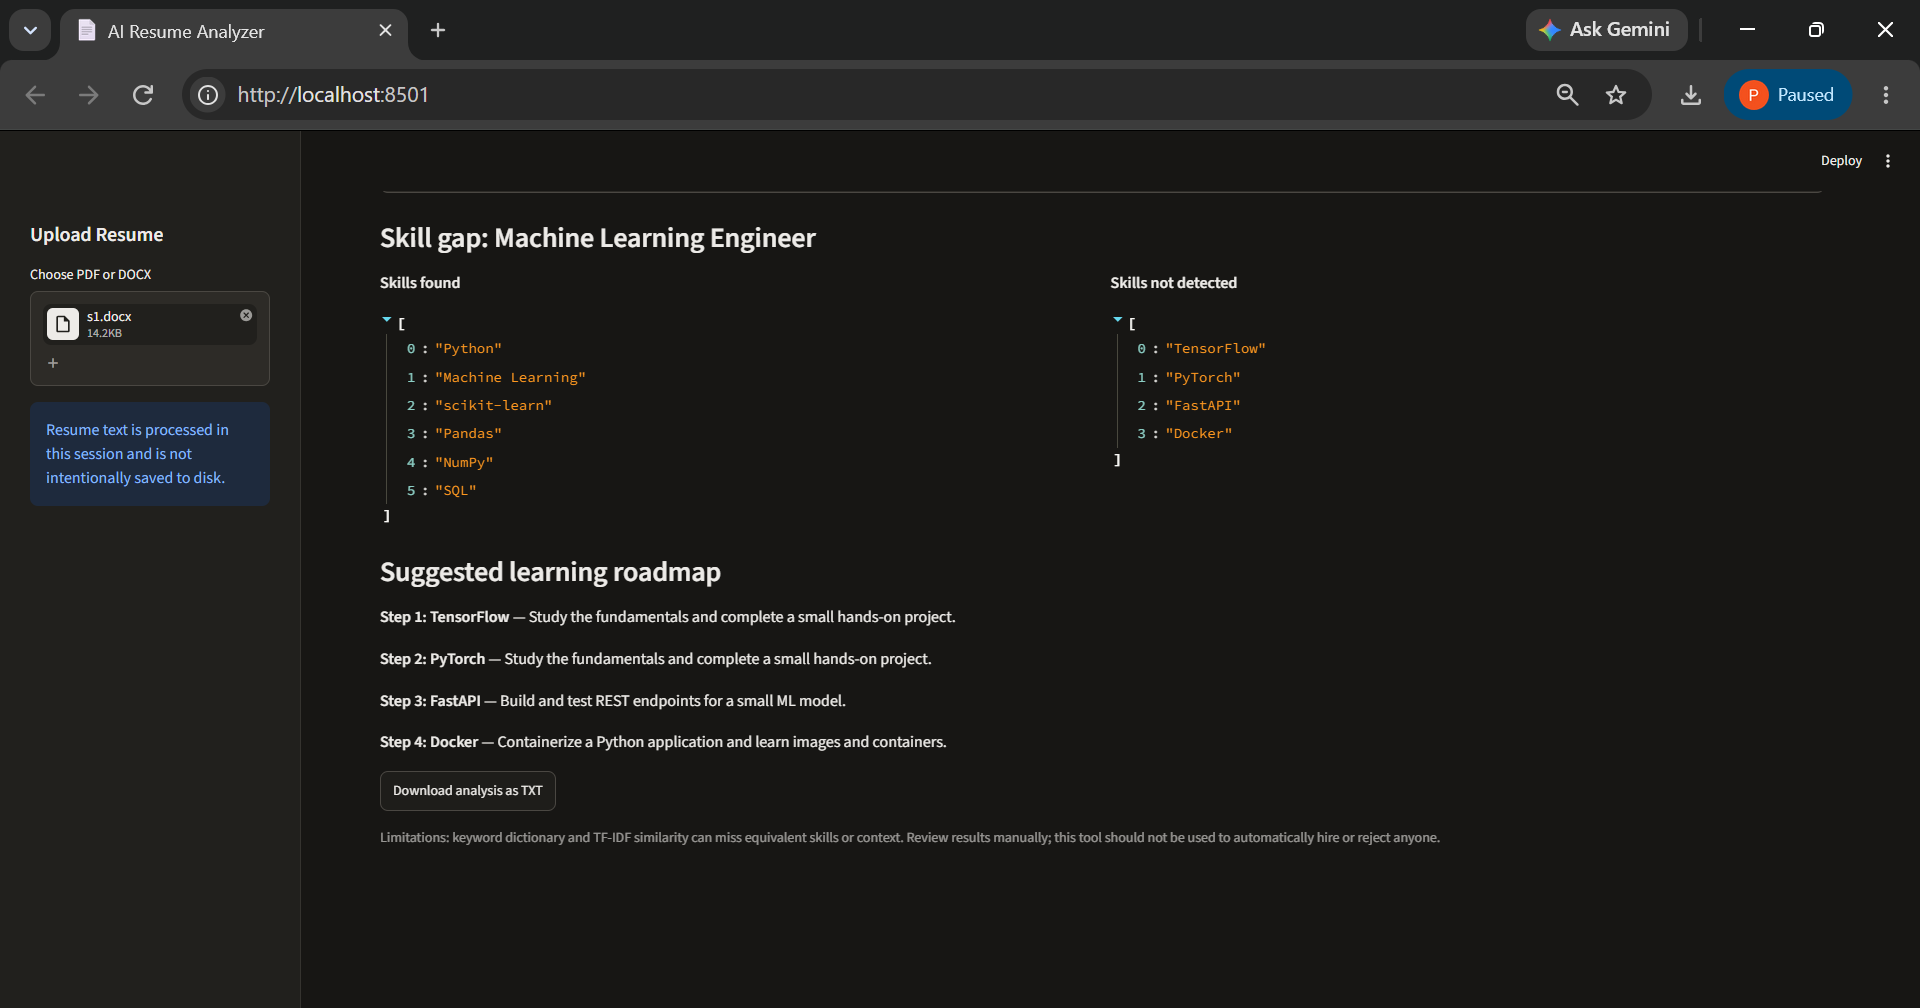 AI Resume Analyzer
Ask Gemini
http://localhost:8501
P Paused
Deploy
Upload Resume
Choose PDF or DOCX
s1.docx
14.2KB
Resume text is processed in
this session and is not
intentionally saved to disk.
Skill gap: Machine Learning Engineer
Skills found
[
0 : "Python"
1 : "Machine Learning"
2 : "scikit-learn"
3 : "Pandas"
4 : "NumPy"
5 : "SQL"
]
Skills not detected
[
0 : "TensorFlow"
1 : "PyTorch"
2 : "FastAPI"
3 : "Docker"
]
Suggested learning roadmap
Step 1: TensorFlow — Study the fundamentals and complete a small hands-on project.
Step 2: PyTorch — Study the fundamentals and complete a small hands-on project.
Step 3: FastAPI — Build and test REST endpoints for a small ML model.
Step 4: Docker — Containerize a Python application and learn images and containers.
Download analysis as TXT
Limitations: keyword dictionary and TF-IDF similarity can miss equivalent skills or context. Review results manually; this tool should not be used to automatically hire or reject anyone.